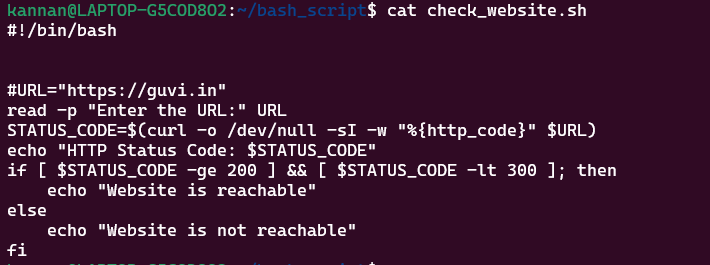 kannan@LAPTOP-G5COD8O2:~/bash_script$ cat check_website.sh
#!/bin/bash
#URL="https://guvi.in"
read -p "Enter the URL:" URL
STATUS_CODE=$(curl -o /dev/null -sI -w "%{http_code}" $URL)
echo "HTTP Status Code: $STATUS_CODE"
if [ $STATUS_CODE -ge 200 ] && [ $STATUS_CODE -lt 300 ]; then
    echo "Website is reachable"
else
    echo "Website is not reachable"
fi